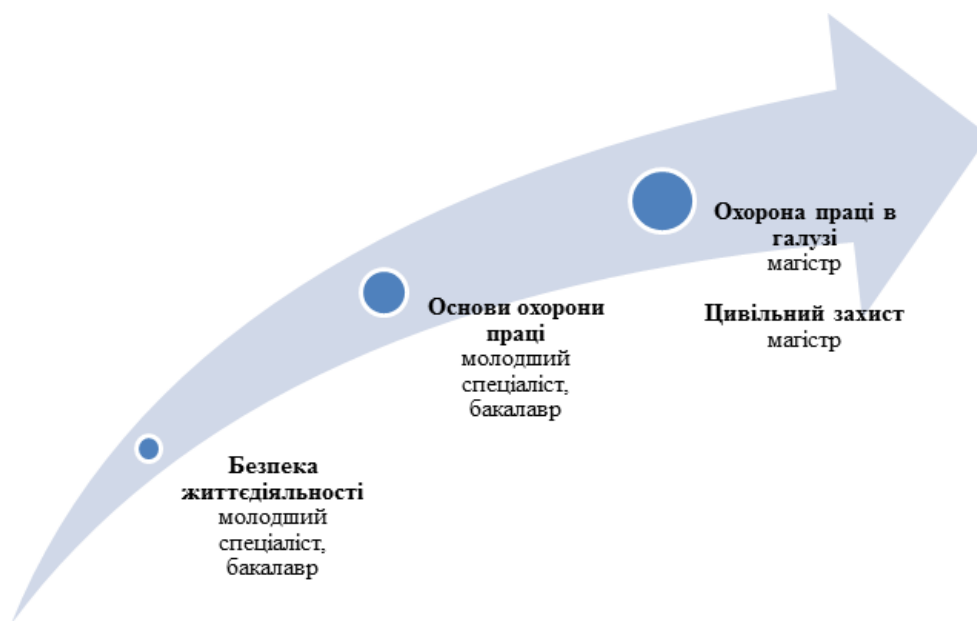 Охорона праці в
галузі
магістр
Цивільний захист
магістр
Основи охорони
праці
молодший
спеціаліст,
бакалавр
Безпека
життєдіяльності
молодший
спеціаліст,
бакалавр